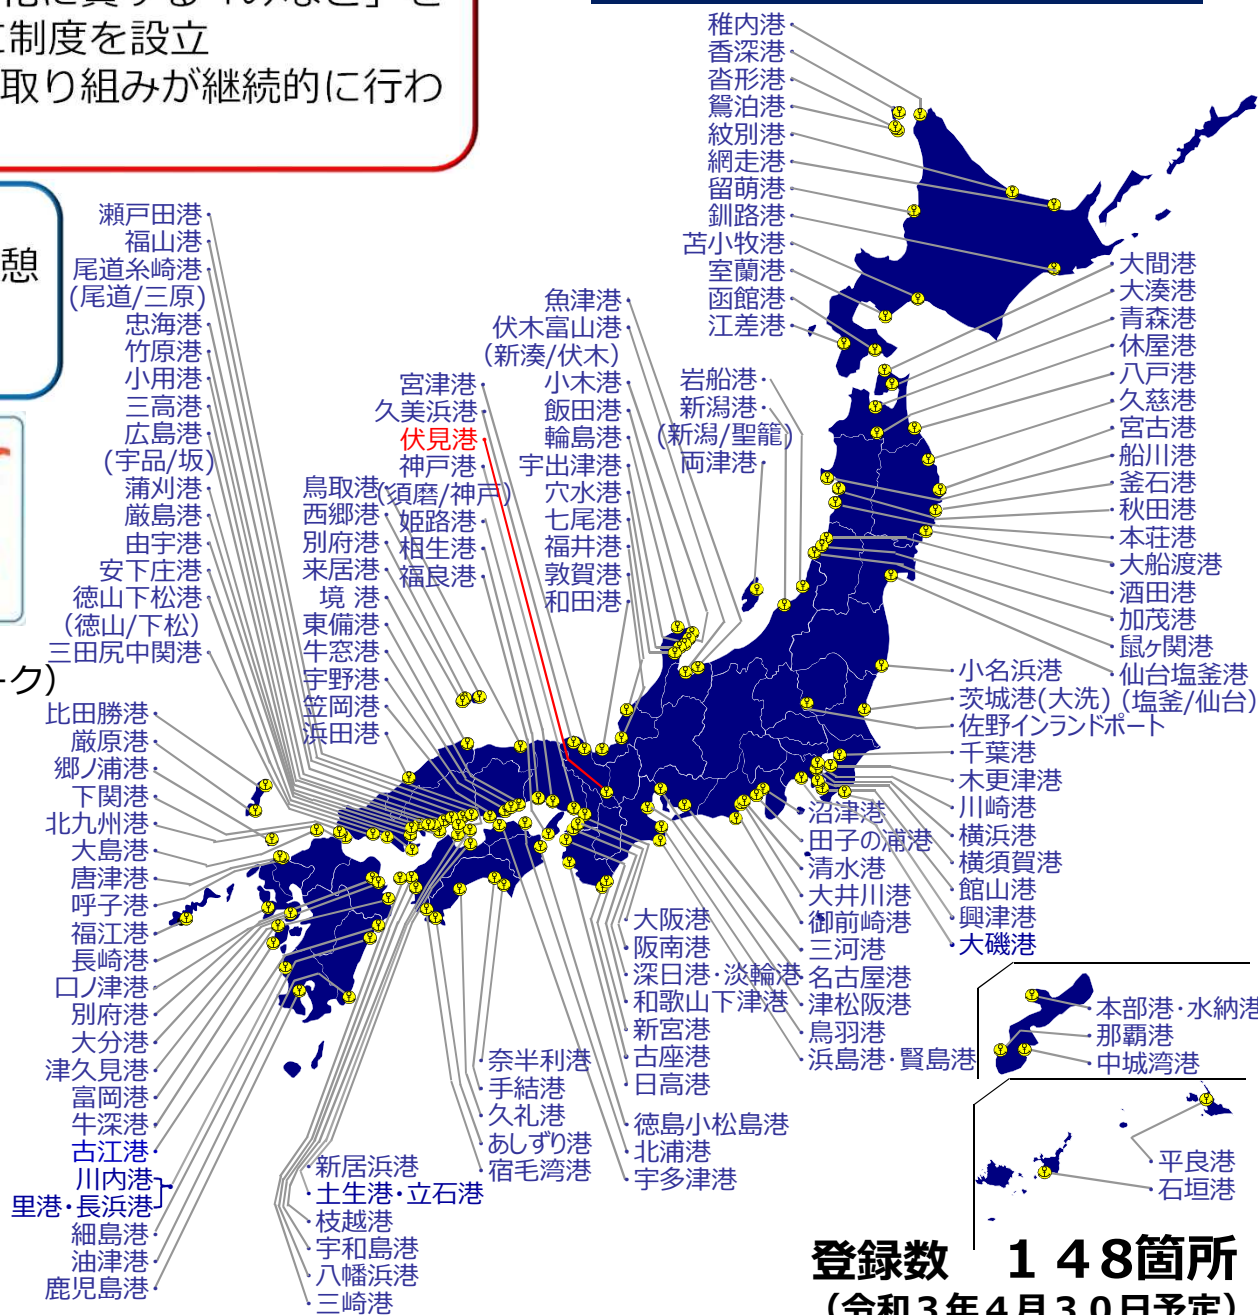 化に資する「みなと」を
に制度を設立
取り組みが継続的に行わ
憩
ーク)
稚内港
香深港
沓形港
鴛泊港
紋別港
網走港
留萌港
釧路港
苫小牧港
室蘭港
函館港
江差港
大間港
大湊港
青森港
休屋港
八戸港
久慈港
宮古港
船川港
釜石港
秋田港
本荘港
大船渡港
酒田港
加茂港
鼠ヶ関港
仙台塩釜港
(塩釜/仙台)
瀬戸田港
福山港
尾道糸崎港
(尾道/三原)
忠海港
竹原港
小用港
三高港
広島港
(宇品/坂)
蒲刈港
厳島港
由宇港
安下庄港
徳山下松港
(徳山/下松)
三田尻中関港
鳥取港
西郷港
別府港
来居港
境 港
東備港
牛窓港
宇野港
笠岡港
浜田港
宮津港
久美浜港
伏見港
神戸港
(須磨/神戸)
姫路港
相生港
福良港
魚津港
伏木富山港
(新湊/伏木)
小木港
飯田港
輪島港
宇出津港
穴水港
七尾港
福井港
敦賀港
和田港
岩船港
新潟港
(新潟/聖籠)
両津港
小名浜港
茨城港(大洗)
佐野インランドポート
千葉港
木更津港
川崎港
横浜港
横須賀港
館山港
興津港
大磯港
沼津港
田子の浦港
清水港
大井川港
御前崎港
三河港
名古屋港
津松阪港
鳥羽港
浜島港・賢島港
大阪港
阪南港
深日港・淡輪港
和歌山下津港
新宮港
古座港
日高港
徳島小松島港
北浦港
宇多津港
奈半利港
手結港
久礼港
あしずり港
宿毛湾港
新居浜港
土生港・立石港
枝越港
宇和島港
八幡浜港
三崎港
比田勝港
厳原港
郷ノ浦港
下関港
北九州港
大島港
唐津港
呼子港
福江港
長崎港
口ノ津港
別府港
大分港
津久見港
富岡港
牛深港
古江港
川内港
里港・長浜港
細島港
油津港
鹿児島港
本部港・水納港
那覇港
中城湾港
平良港
石垣港
登録数 148箇所
(令和3年4月30日予定)